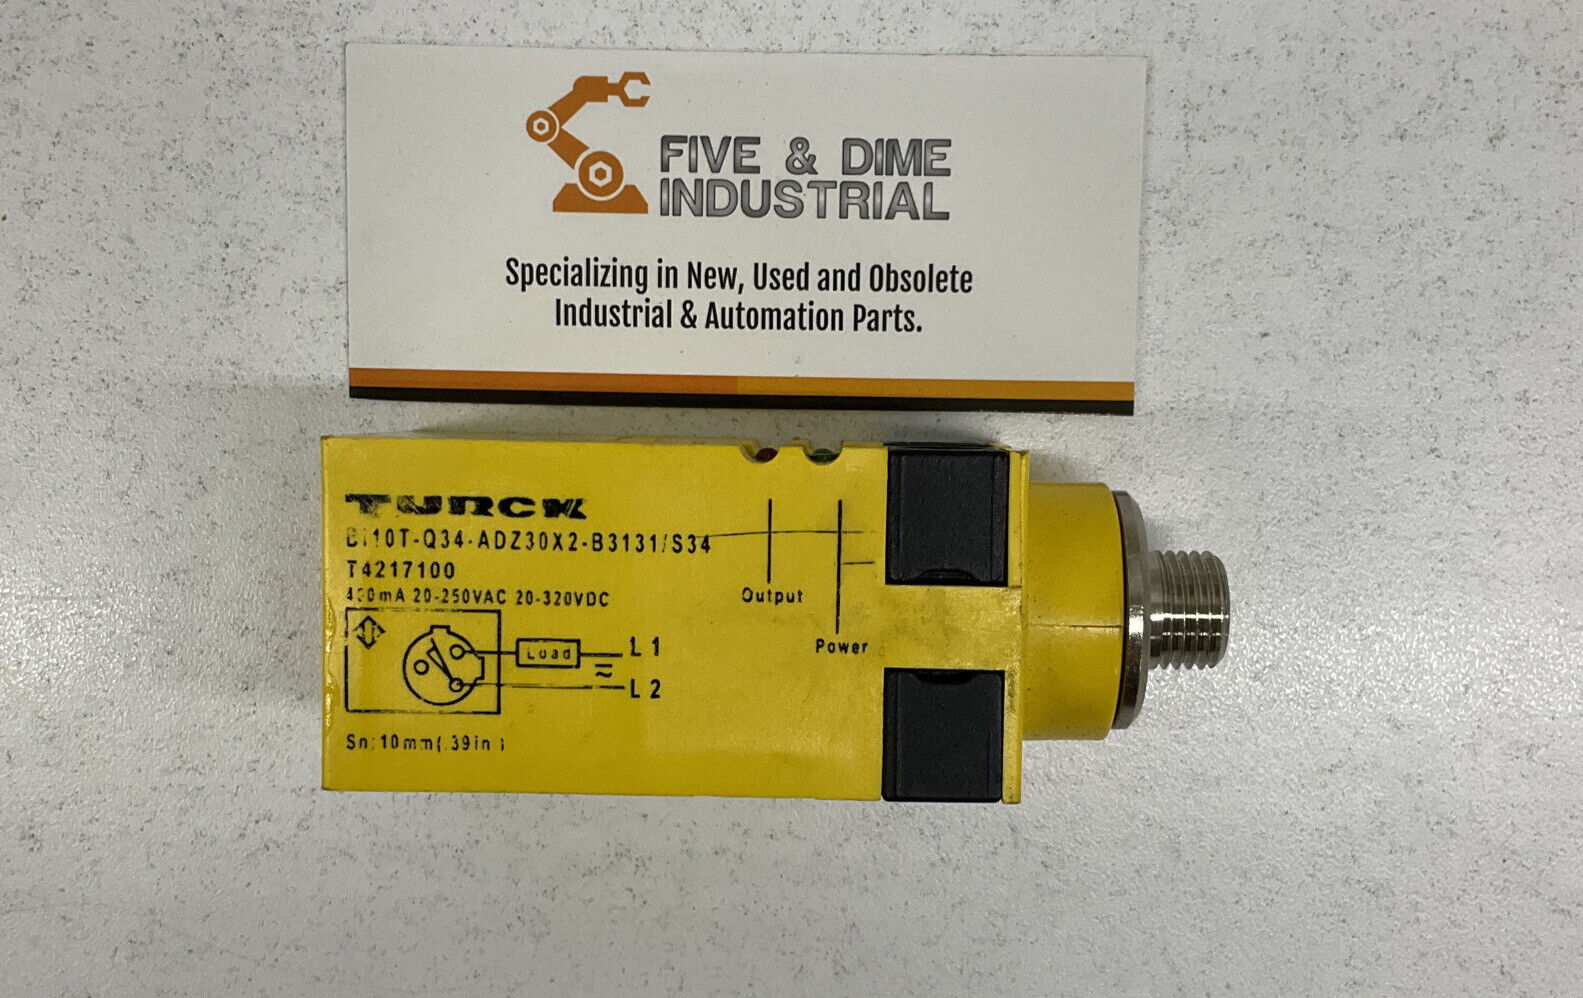 FIVE & DIME
INDUSTRIAL
Specializing in New, Used and Obsolete
Industrial & Automation Parts.
TURCK
Bi10T-Q34-ADZ30X2-B3131/S34
T4217100
400mA 20-250VAC 20-320VDC
Load
L1
≂
L2
Sn:10mm(.39in)
Output
Power